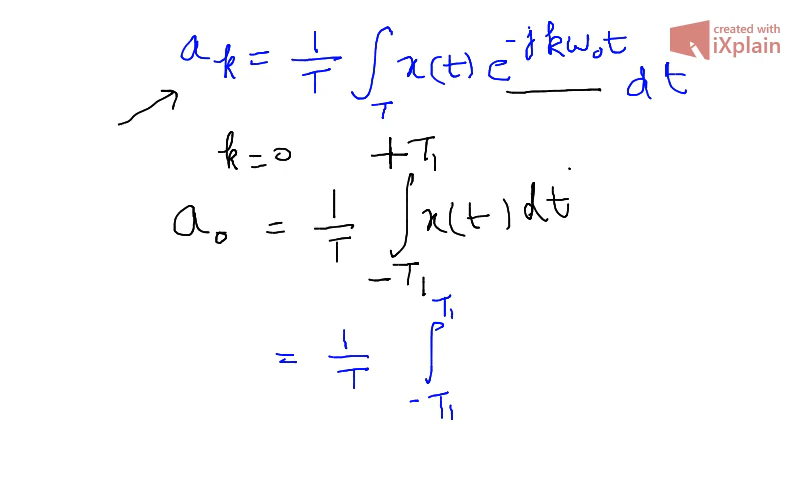 created with
iXplain
a_k = 1/T ∫_T x(t) e^{-jkω₀t} dt
k = 0
a₀ = 1/T ∫_{-T₁}^{+T₁} x(t) dt
= 1/T ∫_{-T₁}^{T₁}